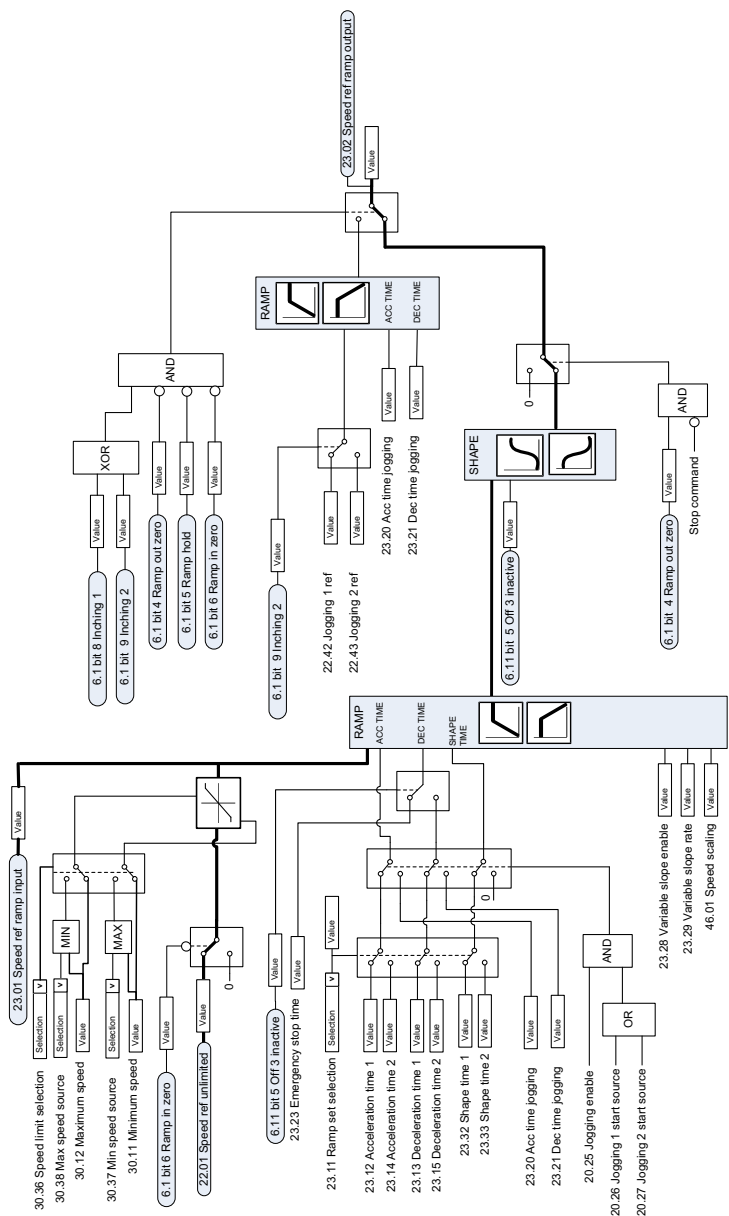 23.01 Speed ref ramp input
Value
30.36 Speed limit selection
Selection
v
30.38 Max speed source
Selection
v
MIN
30.12 Maximum speed
Value
30.37 Min speed source
Selection
v
MAX
30.11 Minimum speed
Value
6.1 bit 6 Ramp in zero
Value
22.01 Speed ref unlimited
Value
0
6.11 bit 5 Off 3 inactive
Value
23.23 Emergency stop time
Value
23.11 Ramp set selection
Selection
v
Value
23.12 Acceleration time 1
Value
23.14 Acceleration time 2
Value
23.13 Deceleration time 1
Value
23.15 Deceleration time 2
Value
23.32 Shape time 1
Value
23.33 Shape time 2
Value
0
23.20 Acc time jogging
Value
23.21 Dec time jogging
Value
20.25 Jogging enable
AND
20.26 Jogging 1 start source
20.27 Jogging 2 start source
OR
RAMP
ACC TIME
DEC TIME
SHAPE
TIME
23.28 Variable slope enable
Value
23.29 Variable slope rate
Value
46.01 Speed scaling
Value
6.1 bit 8 Inching 1
Value
6.1 bit 9 Inching 2
Value
XOR
6.1 bit 4 Ramp out zero
Value
6.1 bit 5 Ramp hold
Value
6.1 bit 6 Ramp in zero
Value
AND
6.1 bit 9 Inching 2
Value
22.42 Jogging 1 ref
Value
22.43 Jogging 2 ref
Value
23.20 Acc time jogging
Value
23.21 Dec time jogging
Value
RAMP
ACC TIME
DEC TIME
SHAPE
6.11 bit 5 Off 3 inactive
Value
0
6.1 bit 4 Ramp out zero
Value
Stop command
AND
23.02 Speed ref ramp output
Value